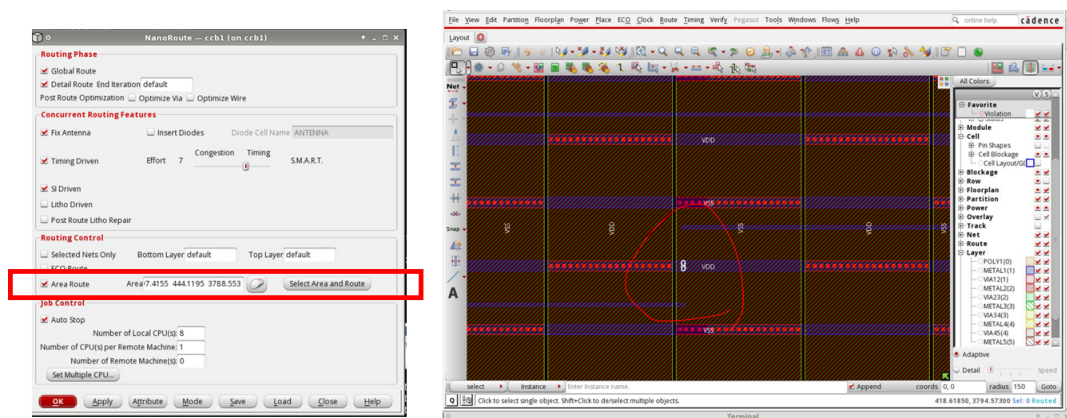 NanoRoute — ccb1 (on ccb1)
Routing Phase
Global Route
Detail Route End Iteration default
Post Route Optimization Optimize Via Optimize Wire
Concurrent Routing Features
Fix Antenna Insert Diodes Diode Cell Name ANTENNA
Congestion Timing
Timing Driven Effort 7 S.M.A.R.T.
SI Driven
Litho Driven
Post Route Litho Repair
Routing Control
Selected Nets Only Bottom Layer default Top Layer default
ECO Route
Area Route Area 7.4155 444.1195 3788.553 Select Area and Route
Job Control
Auto Stop
Number of Local CPU(s): 8
Number of CPU(s) per Remote Machine: 1
Number of Remote Machine(s): 0
Set Multiple CPU...
OK Apply Attribute Mode Save Load Close Help
File View Edit Partition Floorplan Power Place ECO Clock Route Timing Verify Pegasus Tools Windows Flows Help
online help cādence
Layout
All Colors
Net
V S
Favorite
Violation
Module
Cell
Pin Shapes
Cell Blockage
Cell Layout/GI
Blockage
Row
Floorplan
Partition
Power
Overlay
Track
Net
Route
Layer
POLY1(0)
METAL1(1)
VIA12(1)
METAL2(2)
VIA23(2)
METAL3(3)
VIA34(3)
METAL4(4)
VIA45(4)
METAL5(5)
Adaptive
Detail Speed
Snap
A
VDD
VSS
VSS
VDD
VSS
VDD
VSS
VDD
VSS
select Instance Enter Instance name. Append coords 0, 0 radius 150 Goto
Q Click to select single object. Shift+Click to de/select multiple objects. 418.61850, 3794.57300 Sel: 0 Routed
Terminal